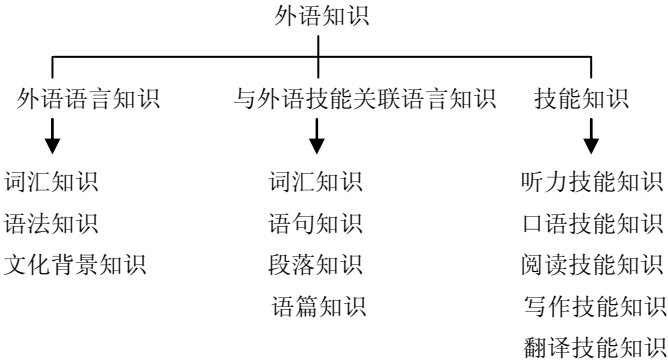 外语知识
外语语言知识 与外语技能关联语言知识 技能知识
词汇知识 词汇知识 听力技能知识
语法知识 语句知识 口语技能知识
文化背景知识 段落知识 阅读技能知识
语篇知识 写作技能知识
翻译技能知识